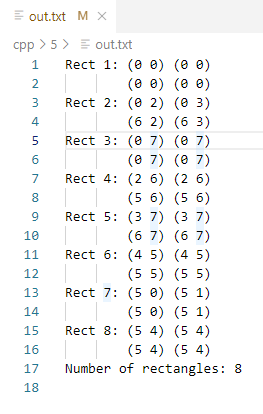 out.txt M ×
cpp > 5 > out.txt
1 Rect 1: (0 0) (0 0)
2 (0 0) (0 0)
3 Rect 2: (0 2) (0 3)
4 (6 2) (6 3)
5 Rect 3: (0 7) (0 7)
6 (0 7) (0 7)
7 Rect 4: (2 6) (2 6)
8 (5 6) (5 6)
9 Rect 5: (3 7) (3 7)
10 (6 7) (6 7)
11 Rect 6: (4 5) (4 5)
12 (5 5) (5 5)
13 Rect 7: (5 0) (5 1)
14 (5 0) (5 1)
15 Rect 8: (5 4) (5 4)
16 (5 4) (5 4)
17 Number of rectangles: 8
18